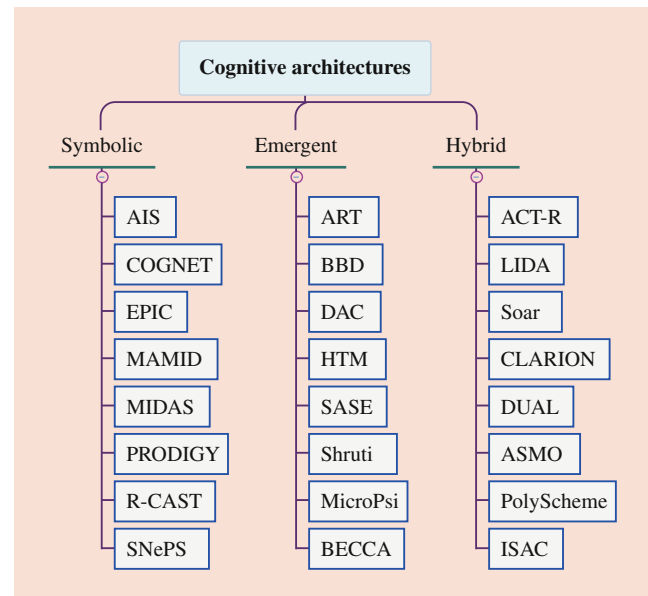 Cognitive architectures
Symbolic
AIS
COGNET
EPIC
MAMID
MIDAS
PRODIGY
R-CAST
SNePS
Emergent
ART
BBD
DAC
HTM
SASE
Shruti
MicroPsi
BECCA
Hybrid
ACT-R
LIDA
Soar
CLARION
DUAL
ASMO
PolyScheme
ISAC